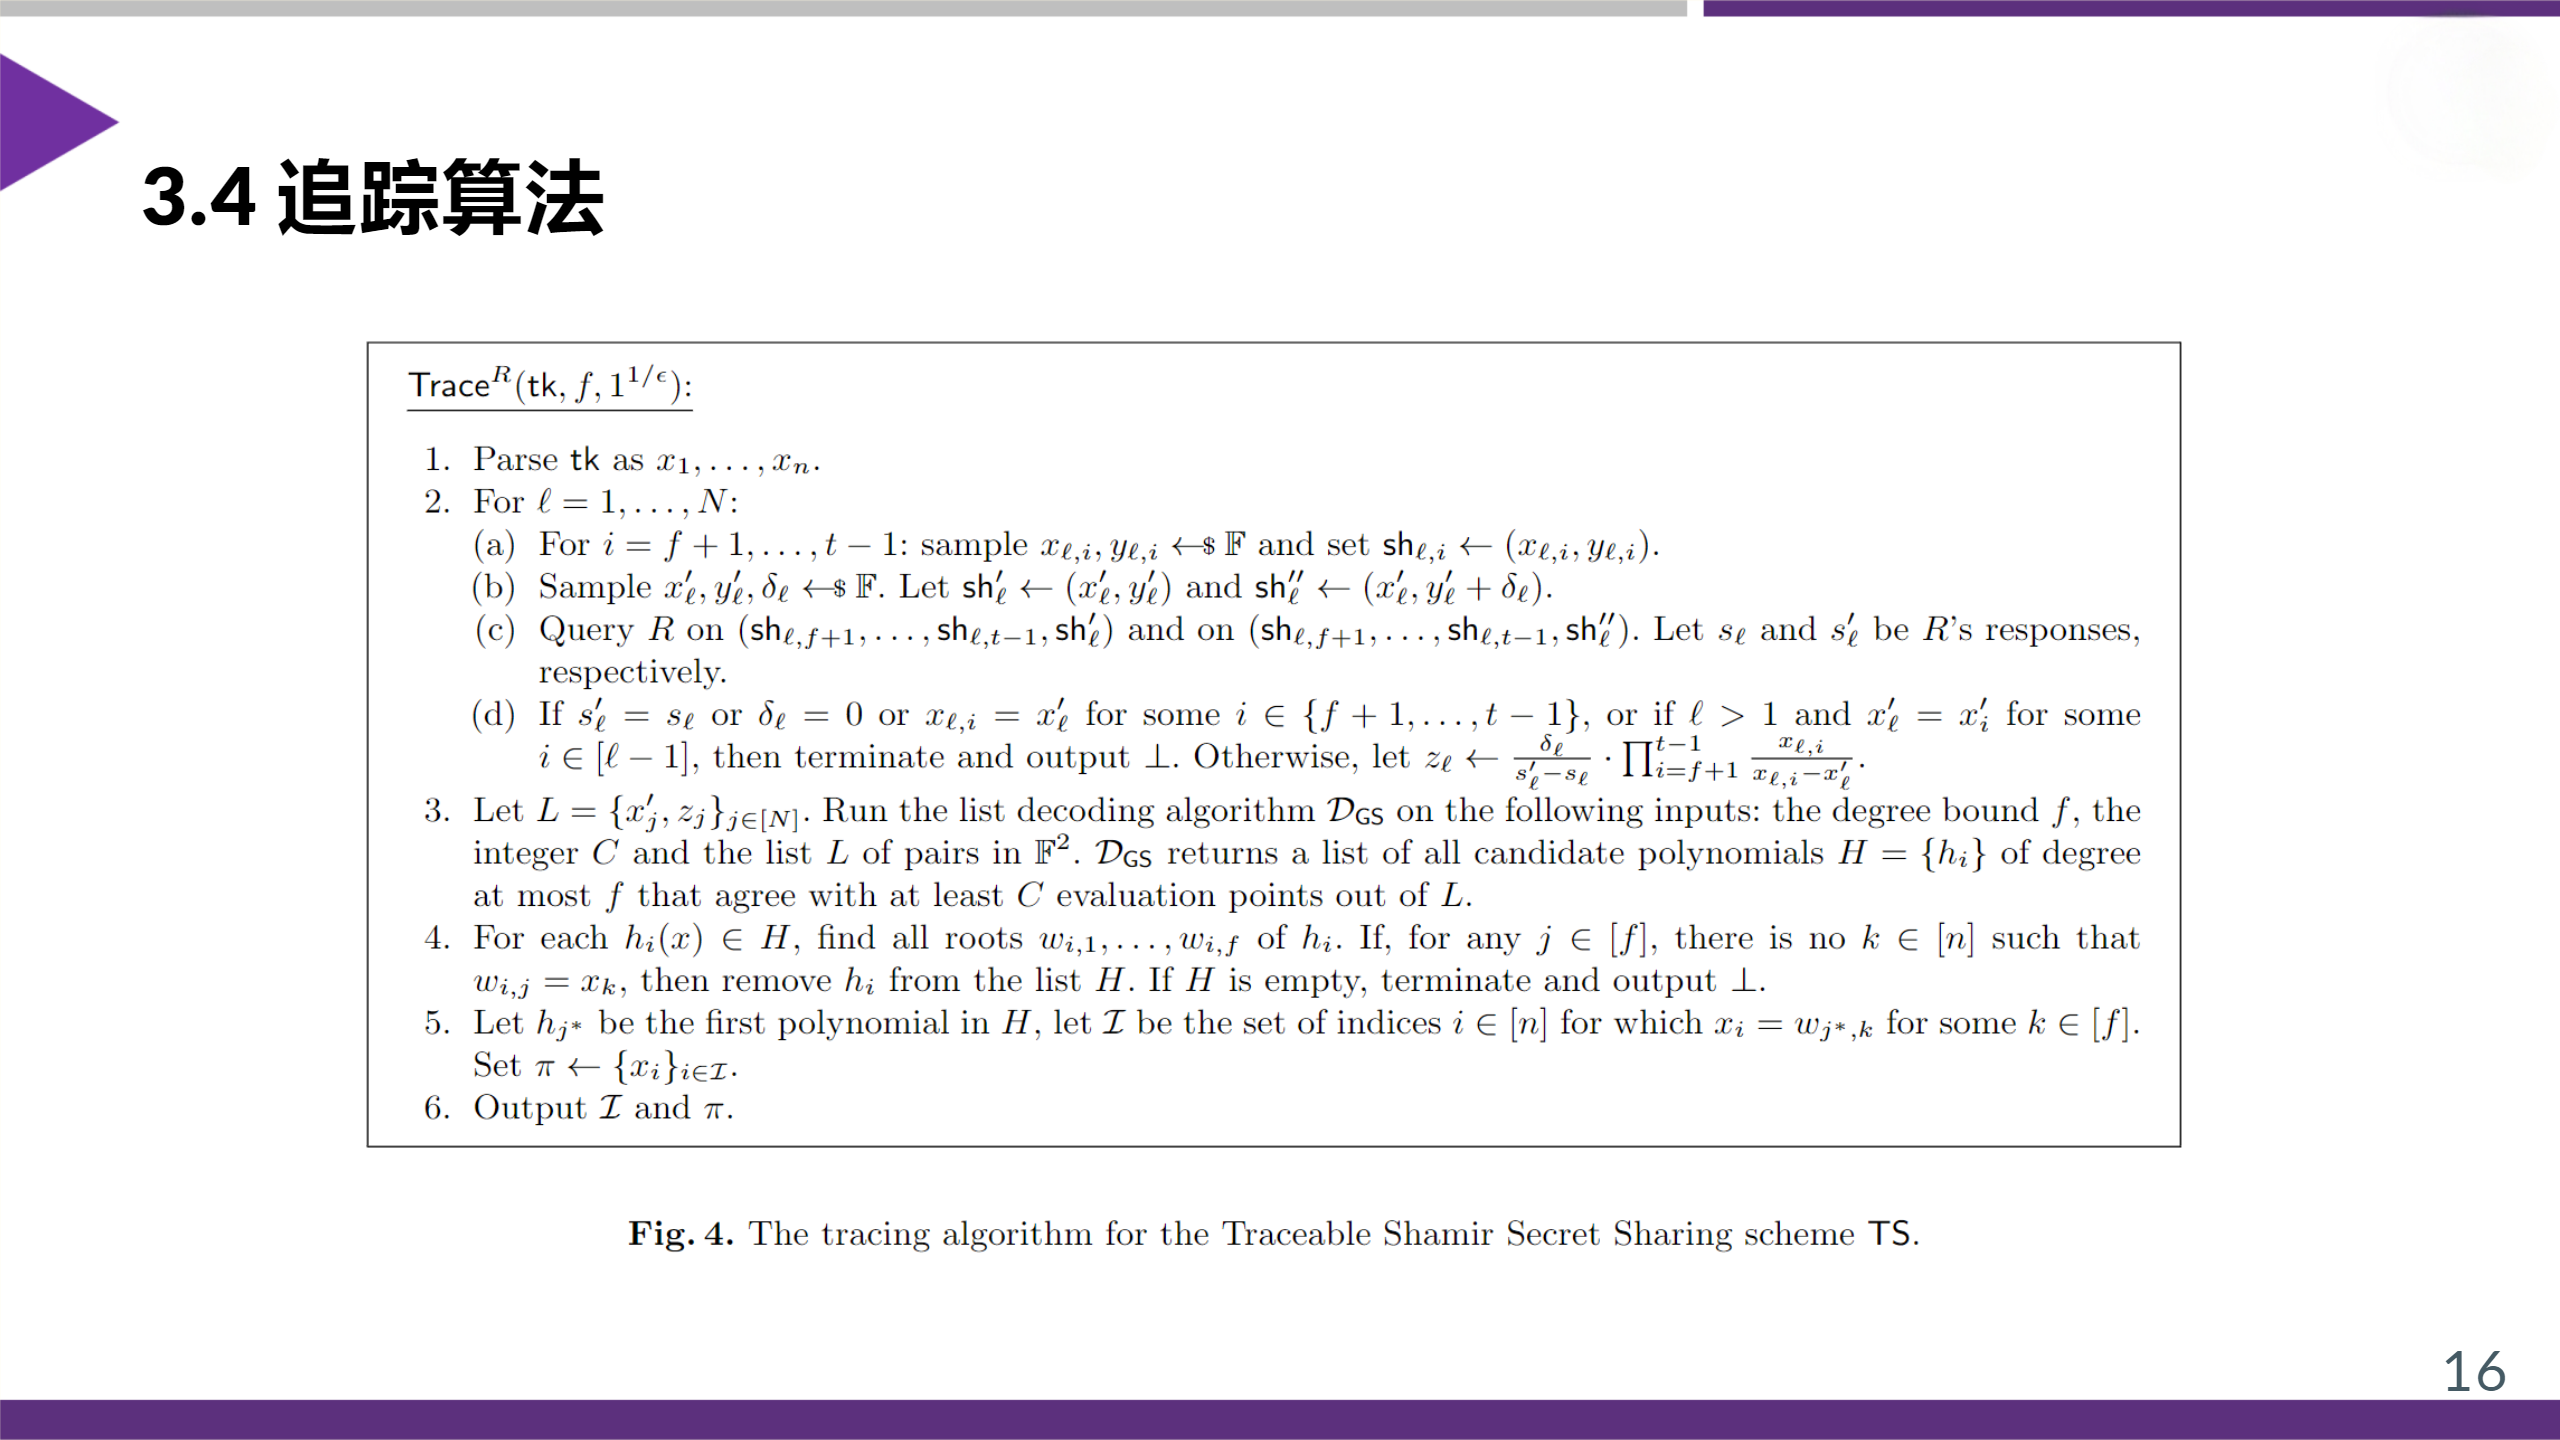 3.4 追踪算法
Trace^R(tk, f, 1^{1/ϵ}):
1. Parse tk as x_1, . . . , x_n.
2. For ℓ = 1, . . . , N:
(a) For i = f + 1, . . . , t − 1: sample x_{ℓ,i}, y_{ℓ,i} ←$ 𝔽 and set sh_{ℓ,i} ← (x_{ℓ,i}, y_{ℓ,i}).
(b) Sample x′_ℓ, y′_ℓ, δ_ℓ ←$ 𝔽. Let sh′_ℓ ← (x′_ℓ, y′_ℓ) and sh″_ℓ ← (x′_ℓ, y′_ℓ + δ_ℓ).
(c) Query R on (sh_{ℓ,f+1}, . . . , sh_{ℓ,t−1}, sh′_ℓ) and on (sh_{ℓ,f+1}, . . . , sh_{ℓ,t−1}, sh″_ℓ). Let s_ℓ and s′_ℓ be R's responses,
respectively.
(d) If s′_ℓ = s_ℓ or δ_ℓ = 0 or x_{ℓ,i} = x′_ℓ for some i ∈ {f + 1, . . . , t − 1}, or if ℓ > 1 and x′_ℓ = x′_i for some
i ∈ [ℓ − 1], then terminate and output ⊥. Otherwise, let z_ℓ ← \frac{δ_ℓ}{s′_ℓ−s_ℓ} · ∏_{i=f+1}^{t−1} \frac{x_{ℓ,i}}{x_{ℓ,i}−x′_ℓ}.
3. Let L = {x′_j, z_j}_{j∈[N]}. Run the list decoding algorithm 𝒟_GS on the following inputs: the degree bound f, the
integer C and the list L of pairs in 𝔽^2. 𝒟_GS returns a list of all candidate polynomials H = {h_i} of degree
at most f that agree with at least C evaluation points out of L.
4. For each h_i(x) ∈ H, find all roots w_{i,1}, . . . , w_{i,f} of h_i. If, for any j ∈ [f], there is no k ∈ [n] such that
w_{i,j} = x_k, then remove h_i from the list H. If H is empty, terminate and output ⊥.
5. Let h_{j*} be the first polynomial in H, let ℐ be the set of indices i ∈ [n] for which x_i = w_{j*,k} for some k ∈ [f].
Set π ← {x_i}_{i∈ℐ}.
6. Output ℐ and π.
Fig. 4. The tracing algorithm for the Traceable Shamir Secret Sharing scheme TS.
16